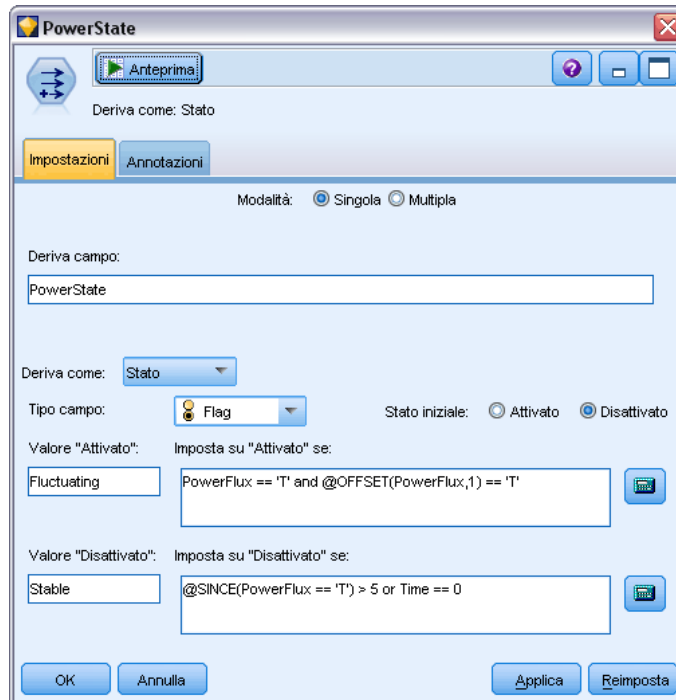 PowerState
Anteprima
Deriva come: Stato
Impostazioni Annotazioni
Modalità: Singola Multipla
Deriva campo:
PowerState
Deriva come: Stato
Tipo campo: Flag Stato iniziale: Attivato Disattivato
Valore "Attivato": Imposta su "Attivato" se:
Fluctuating PowerFlux == 'T' and @OFFSET(PowerFlux,1) == 'T'
Valore "Disattivato": Imposta su "Disattivato" se:
Stable @SINCE(PowerFlux == 'T') > 5 or Time == 0
OK Annulla Applica Reimposta